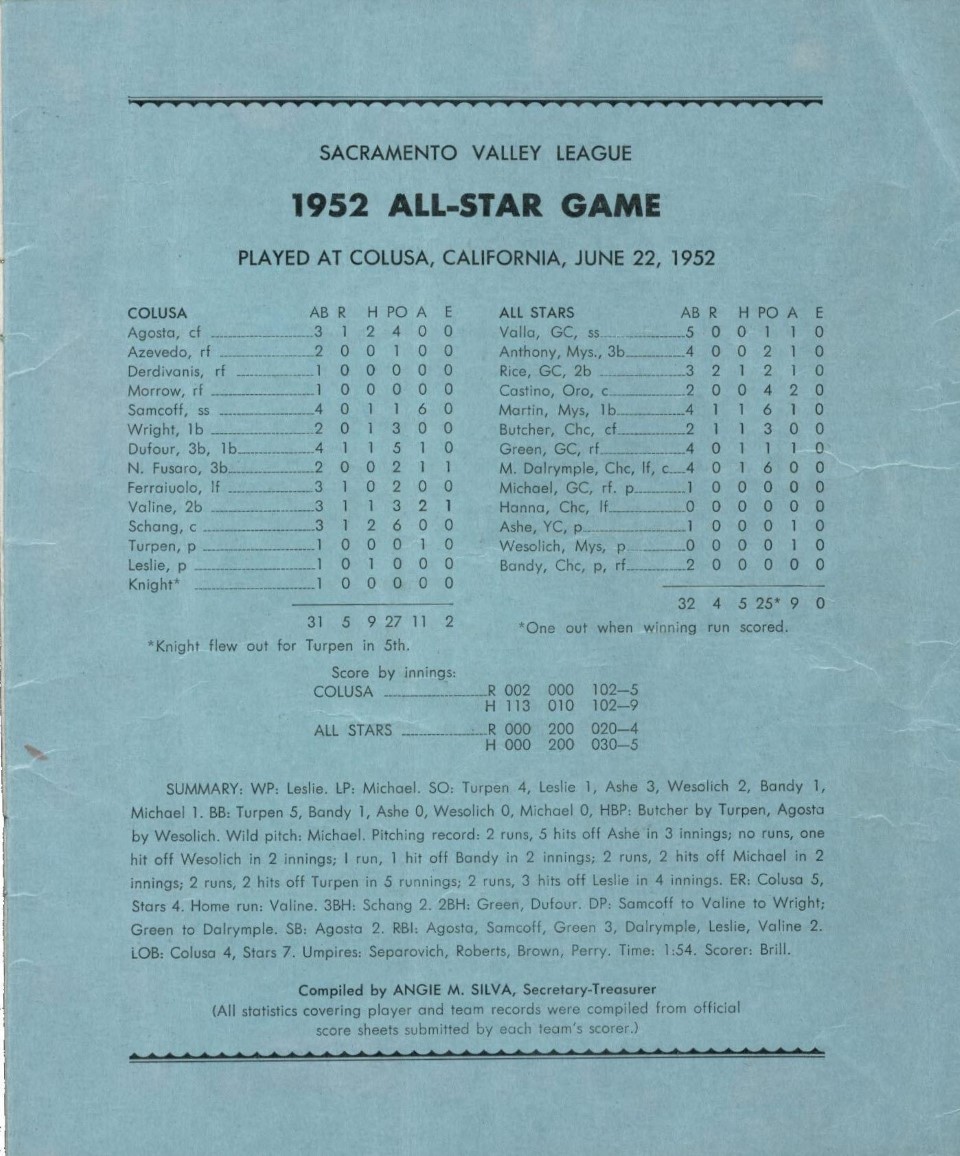 SACRAMENTO VALLEY LEAGUE
1952 ALL-STAR GAME
PLAYED AT COLUSA, CALIFORNIA, JUNE 22, 1952
COLUSA AB R H PO A E
Agosta, cf 3 1 2 4 0 0
Azevedo, rf 2 0 0 1 0 0
Derdivanis, rf 1 0 0 0 0 0
Morrow, rf 1 0 0 0 0 0
Samcoff, ss 4 0 1 1 6 0
Wright, 1b 2 0 1 3 0 0
Dufour, 3b, 1b 4 1 1 5 1 0
N. Fusaro, 3b 2 0 0 2 1 1
Ferraiuolo, lf 3 1 0 2 0 0
Valine, 2b 3 1 1 3 2 1
Schang, c 3 1 2 6 0 0
Turpen, p 1 0 0 0 1 0
Leslie, p 1 0 1 0 0 0
Knight* 1 0 0 0 0 0
31 5 9 27 11 2
*Knight flew out for Turpen in 5th.
ALL STARS AB R H PO A E
Valla, GC, ss 5 0 0 1 1 0
Anthony, Mys., 3b 4 0 0 2 1 0
Rice, GC, 2b 3 2 1 2 1 0
Castino, Oro, c 2 0 0 4 2 0
Martin, Mys, 1b 4 1 1 6 1 0
Butcher, Chc, cf 2 1 1 3 0 0
Green, GC, rf 4 0 1 1 1 0
M. Dalrymple, Chc, lf, c 4 0 1 6 0 0
Michael, GC, rf. p 1 0 0 0 0 0
Hanna, Chc, lf 0 0 0 0 0 0
Ashe, YC, p 1 0 0 0 1 0
Wesolich, Mys, p 0 0 0 0 1 0
Bandy, Chc, p, rf 2 0 0 0 0 0
32 4 5 25* 9 0
*One out when winning run scored.
Score by innings:
COLUSA R 002 000 102—5
H 113 010 102—9
ALL STARS R 000 200 020—4
H 000 200 030—5
SUMMARY: WP: Leslie. LP: Michael. SO: Turpen 4, Leslie 1, Ashe 3, Wesolich 2, Bandy 1,
Michael 1. BB: Turpen 5, Bandy 1, Ashe 0, Wesolich 0, Michael 0, HBP: Butcher by Turpen, Agosta
by Wesolich. Wild pitch: Michael. Pitching record: 2 runs, 5 hits off Ashe in 3 innings; no runs, one
hit off Wesolich in 2 innings; 1 run, 1 hit off Bandy in 2 innings; 2 runs, 2 hits off Michael in 2
innings; 2 runs, 2 hits off Turpen in 5 runnings; 2 runs, 3 hits off Leslie in 4 innings. ER: Colusa 5,
Stars 4. Home run: Valine. 3BH: Schang 2. 2BH: Green, Dufour. DP: Samcoff to Valine to Wright;
Green to Dalrymple. SB: Agosta 2. RBI: Agosta, Samcoff, Green 3, Dalrymple, Leslie, Valine 2.
LOB: Colusa 4, Stars 7. Umpires: Separovich, Roberts, Brown, Perry. Time: 1:54. Scorer: Brill.
Compiled by ANGIE M. SILVA, Secretary-Treasurer
(All statistics covering player and team records were compiled from official
score sheets submitted by each team's scorer.)